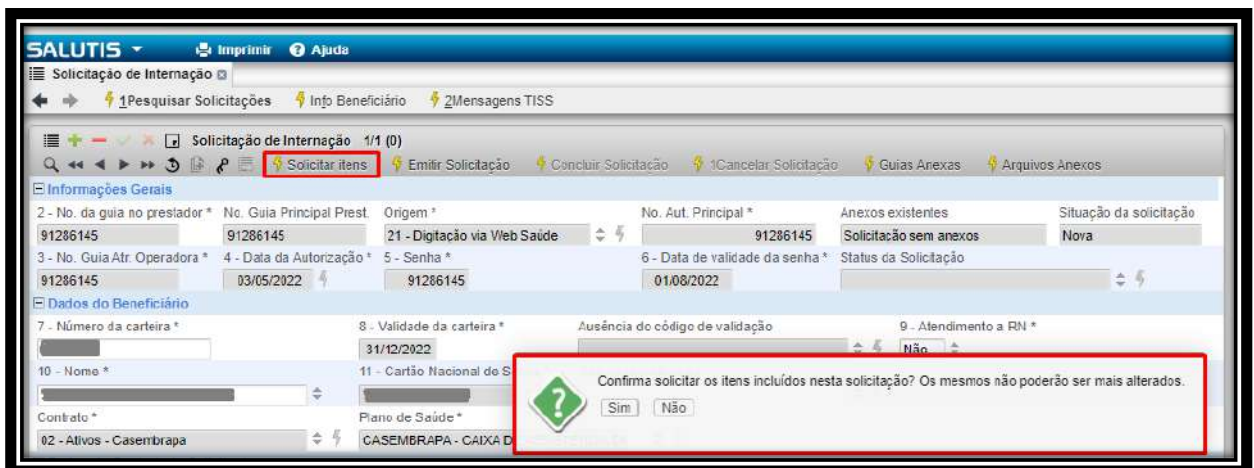 SALUTIS Imprimir Ajuda
Solicitação de Internação
1Pesquisar Solicitações Info Beneficiário 2Mensagens TISS
Solicitação de Internação 1/1 (0)
Solicitar itens Emitir Solicitação Concluir Solicitação 1Cancelar Solicitação Guias Anexas Arquivos Anexos
Informações Gerais
2 - No. da guia no prestador * No. Guia Principal Prest. Origem * No. Aut. Principal * Anexos existentes Situação da solicitação
91286145 91286145 21 - Digitação via Web Saúde 91286145 Solicitação sem anexos Nova
3 - No. Guia Atr. Operadora * 4 - Data da Autorização * 5 - Senha * 6 - Data de validade da senha * Status da Solicitação
91286145 03/05/2022 91286145 01/08/2022
Dados do Beneficiário
7 - Número da carteira * 8 - Validade da carteira * Ausência do código de validação 9 - Atendimento a RN *
31/12/2022 Não
10 - Nome * 11 - Cartão Nacional de S
Confirma solicitar os itens incluídos nesta solicitação? Os mesmos não poderão ser mais alterados.
Sim Não
Contrato * Plano de Saúde *
02 - Ativos - Casembrapa CASEMBRAPA - CAIXA D